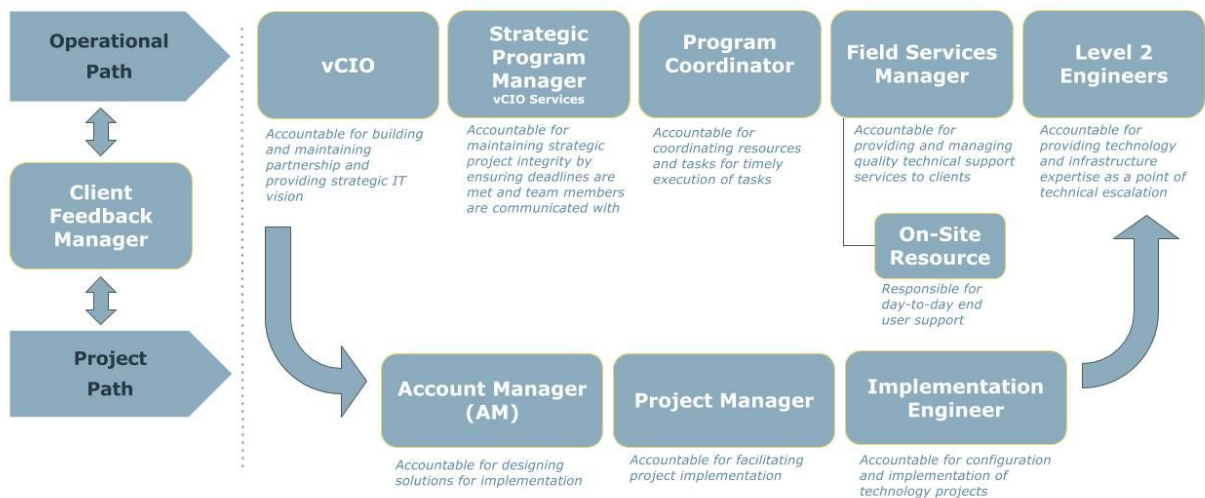 Operational
Path
Client
Feedback
Manager
Project
Path
vCIO
Accountable for building
and maintaining
partnership and
providing strategic IT
vision
Strategic
Program
Manager
vCIO Services
Accountable for
maintaining strategic
project integrity by
ensuring deadlines are
met and team members
are communicated with
Program
Coordinator
Accountable for
coordinating resources
and tasks for timely
execution of tasks
Field Services
Manager
Accountable for
providing and managing
quality technical support
services to clients
On-Site
Resource
Responsible for
day-to-day end
user support
Level 2
Engineers
Accountable for
providing technology
and infrastructure
expertise as a point of
technical escalation
Account Manager
(AM)
Accountable for designing
solutions for implementation
Project Manager
Accountable for facilitating
project implementation
Implementation
Engineer
Accountable for configuration
and implementation of
technology projects